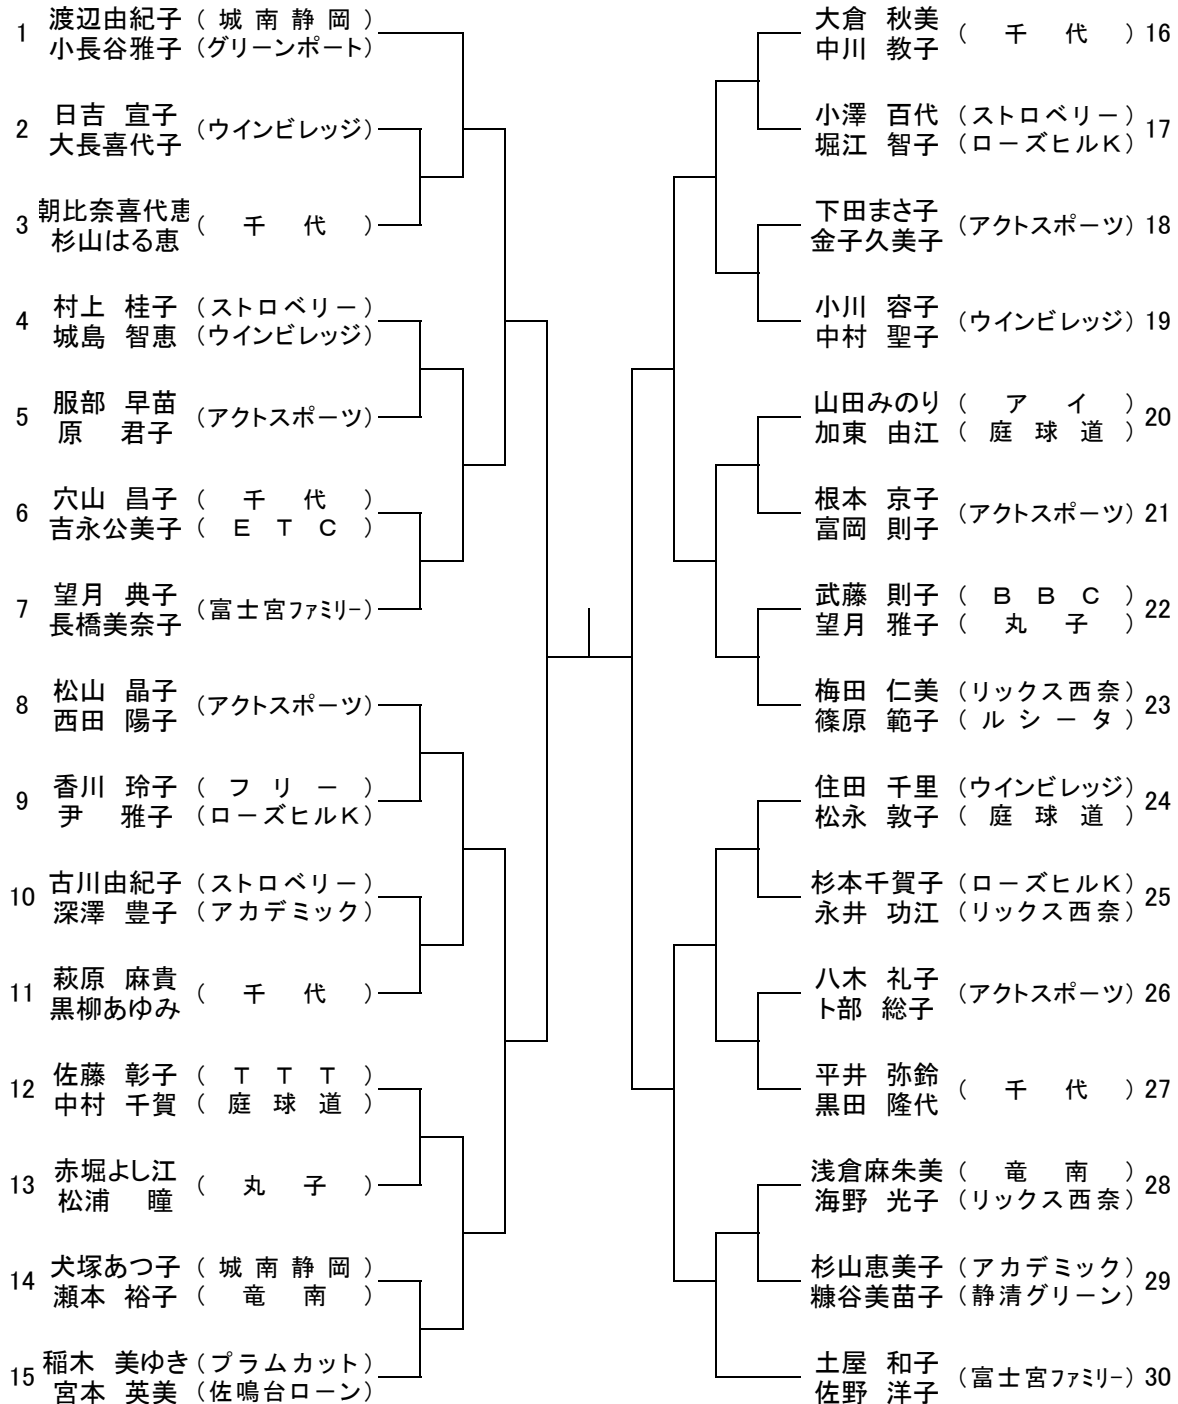 1 渡辺由紀子 （城南静岡）
小長谷雅子 （グリーンポート）
2 日吉 宣子 （ウインビレッジ）
大長喜代子
3 朝比奈喜代恵 （千代）
杉山はる恵
4 村上 桂子 （ストロベリー）
城島 智恵 （ウインビレッジ）
5 服部 早苗 （アクトスポーツ）
原 君子
6 穴山 昌子 （千代）
吉永公美子 （ＥＴＣ）
7 望月 典子 （富士宮ﾌｧﾐﾘｰ）
長橋美奈子
8 松山 晶子 （アクトスポーツ）
西田 陽子
9 香川 玲子 （フリー）
尹 雅子 （ローズヒルＫ）
10 古川由紀子 （ストロベリー）
深澤 豊子 （アカデミック）
11 萩原 麻貴 （千代）
黒柳あゆみ
12 佐藤 彰子 （ＴＴＴ）
中村 千賀 （庭球道）
13 赤堀よし江 （丸子）
松浦 瞳
14 犬塚あつ子 （城南静岡）
瀬本 裕子 （竜南）
15 稲木 美ゆき （プラムカット）
宮本 英美 （佐鳴台ローン）
大倉 秋美 （千代） 16
中川 教子
小澤 百代 （ストロベリー） 17
堀江 智子 （ローズヒルＫ）
下田まさ子 （アクトスポーツ） 18
金子久美子
小川 容子 （ウインビレッジ） 19
中村 聖子
山田みのり （アイ） 20
加東 由江 （庭球道）
根本 京子 （アクトスポーツ） 21
富岡 則子
武藤 則子 （ＢＢＣ） 22
望月 雅子 （丸子）
梅田 仁美 （リックス西奈） 23
篠原 範子 （ルシータ）
住田 千里 （ウインビレッジ） 24
松永 敦子 （庭球道）
杉本千賀子 （ローズヒルＫ） 25
永井 功江 （リックス西奈）
八木 礼子 （アクトスポーツ） 26
卜部 総子
平井 弥鈴 （千代） 27
黒田 隆代
浅倉麻朱美 （竜南） 28
海野 光子 （リックス西奈）
杉山恵美子 （アカデミック） 29
糠谷美苗子 （静清グリーン）
土屋 和子 （富士宮ﾌｧﾐﾘｰ） 30
佐野 洋子